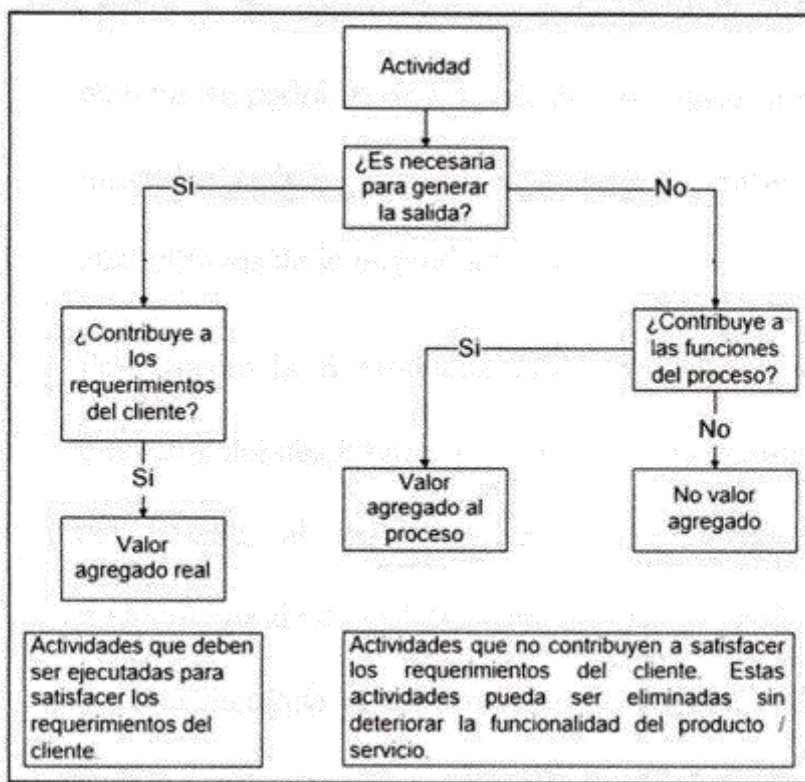 Actividad
¿Es necesaria
para generar
la salida?
Si
No
¿Contribuye a
los
requerimientos
del cliente?
¿Contribuye a
las funciones
del proceso?
Si
No
Sí
Valor
agregado real
Valor
agregado al
proceso
No valor
agregado
Actividades que deben
ser ejecutadas para
satisfacer los
requerimientos del
cliente.
Actividades que no contribuyen a satisfacer
los requerimientos del cliente. Estas
actividades pueda ser eliminadas sin
deteriorar la funcionalidad del producto /
servicio.